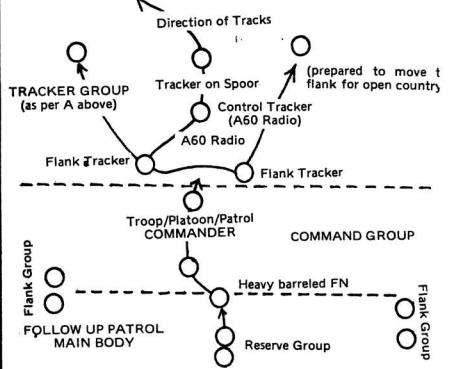 Direction of Tracks
(prepared to move t
flank for open country
TRACKER GROUP
(as per A above)
Tracker on Spoor
Control Tracker
(A60 Radio)
A60 Radio
Flank Tracker
Flank Tracker
Troop/Platoon/Patrol
COMMANDER
COMMAND GROUP
Flank Group
Heavy barreled FN
Flank Group
FOLLOW UP PATROL
MAIN BODY
Reserve Group